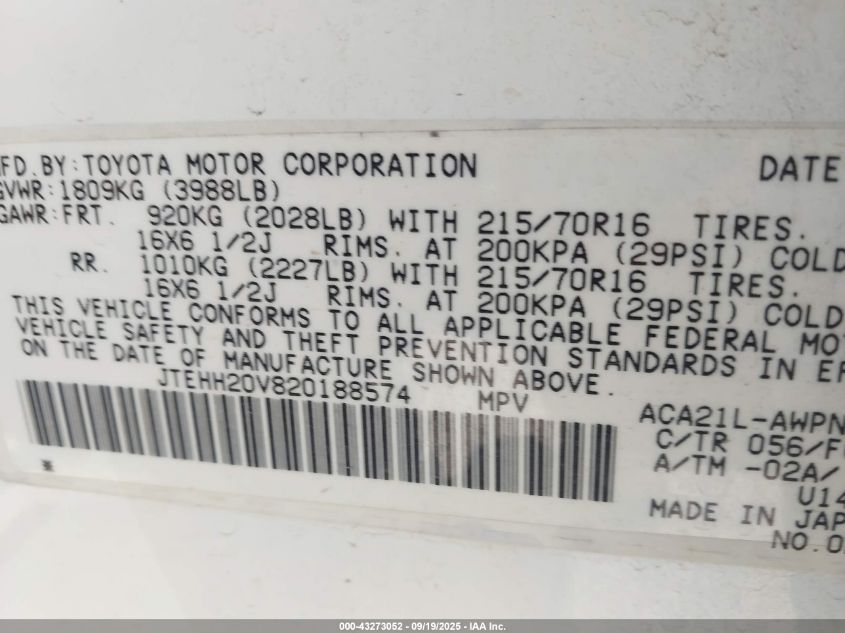 MFD.BY:TOYOTA MOTOR CORPORATION DATE
GVWR:1809KG (3988LB)
GAWR:FRT. 920KG (2028LB) WITH 215/70R16 TIRES.
16X6 1/2J RIMS. AT 200KPA (29PSI) COLD
RR. 1010KG (2227LB) WITH 215/70R16 TIRES.
16X6 1/2J RIMS. AT 200KPA (29PSI) COLD
THIS VEHICLE CONFORMS TO ALL APPLICABLE FEDERAL MO
VEHICLE SAFETY AND THEFT PREVENTION STANDARDS IN EF
ON THE DATE OF MANUFACTURE SHOWN ABOVE.
JTEHH20V820188574 MPV
ACA21L-AWPN
C/TR 056/F
A/TM -02A/
U14
MADE IN JAP
NO.0
000-43273052 - 09/19/2025 - IAA Inc.